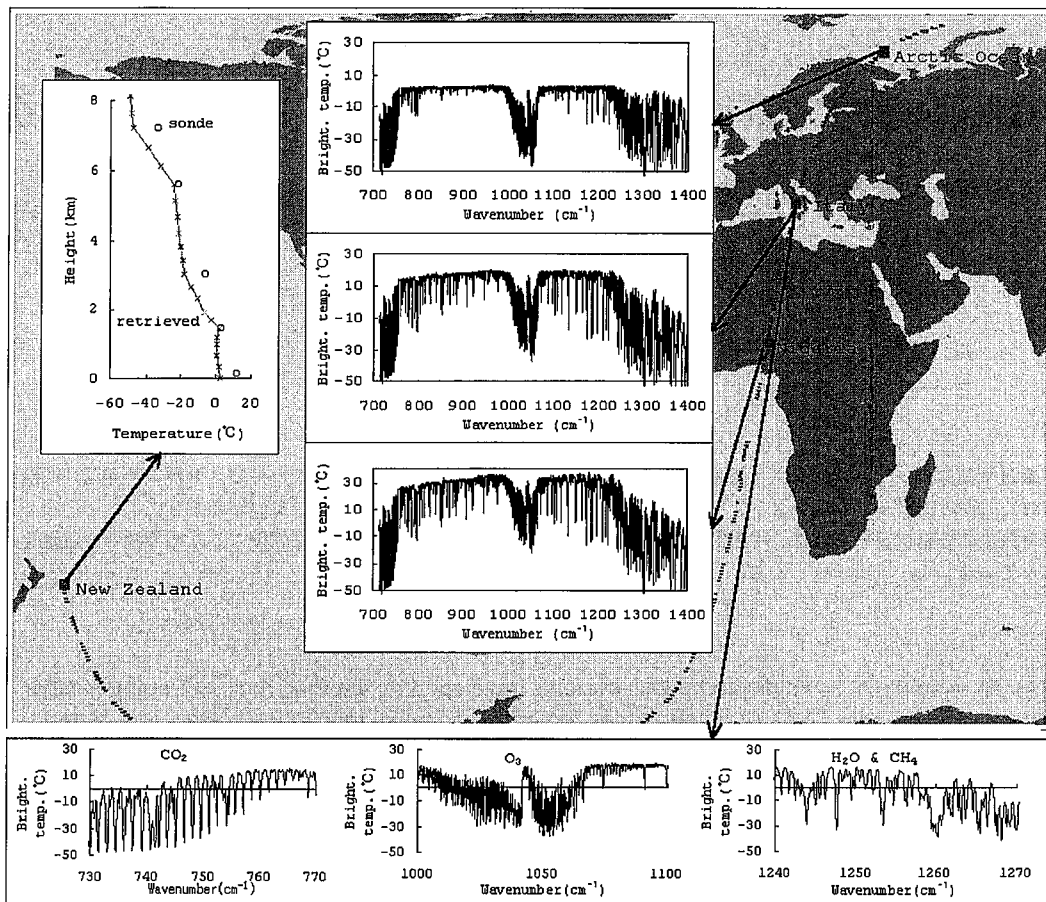 30
10
-10
-30
-50
Bright. temp.(℃)
700 800 900 1000 1100 1200 1300 1400
Wavenumber (cm⁻¹)
Arctic
8
6
4
2
0
Height(km)
sonde
retrieved
-60 -40 -20 0 20
Temperature(℃)
30
10
-10
-30
-50
Bright. temp.(℃)
700 800 900 1000 1100 1200 1300 1400
Wavenumber (cm⁻¹)
30
10
-10
-30
-50
Bright. temp.(℃)
700 800 900 1000 1100 1200 1300 1400
Wavenumber (cm⁻¹)
New Zealand
CO₂
30
10
-10
-30
-50
Bright.
temp.(℃)
730 740 750 760 770
Wavenumber(cm⁻¹)
O₃
30
10
-10
-30
-50
Bright.
temp.(℃)
1000 1050 1100
Wavenumber(cm⁻¹)
H₂O & CH₄
30
10
-10
-30
-50
Bright.
temp.(℃)
1240 1250 1260 1270
Wavenumber(cm⁻¹)